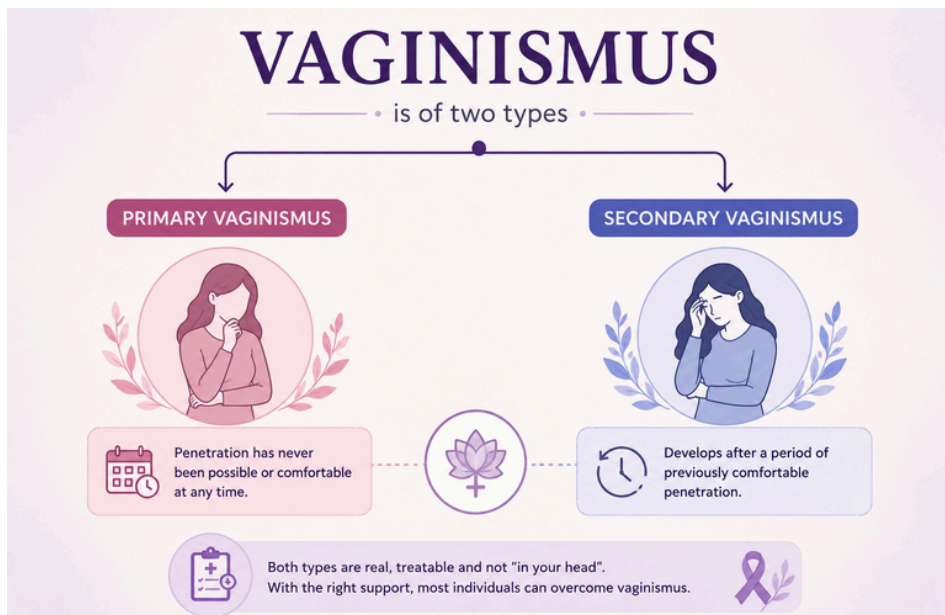 VAGINISMUS
is of two types
PRIMARY VAGINISMUS
SECONDARY VAGINISMUS
Penetration has never
been possible or comfortable
at any time.
Develops after a period of
previously comfortable
penetration.
Both types are real, treatable and not “in your head”.
With the right support, most individuals can overcome vaginismus.